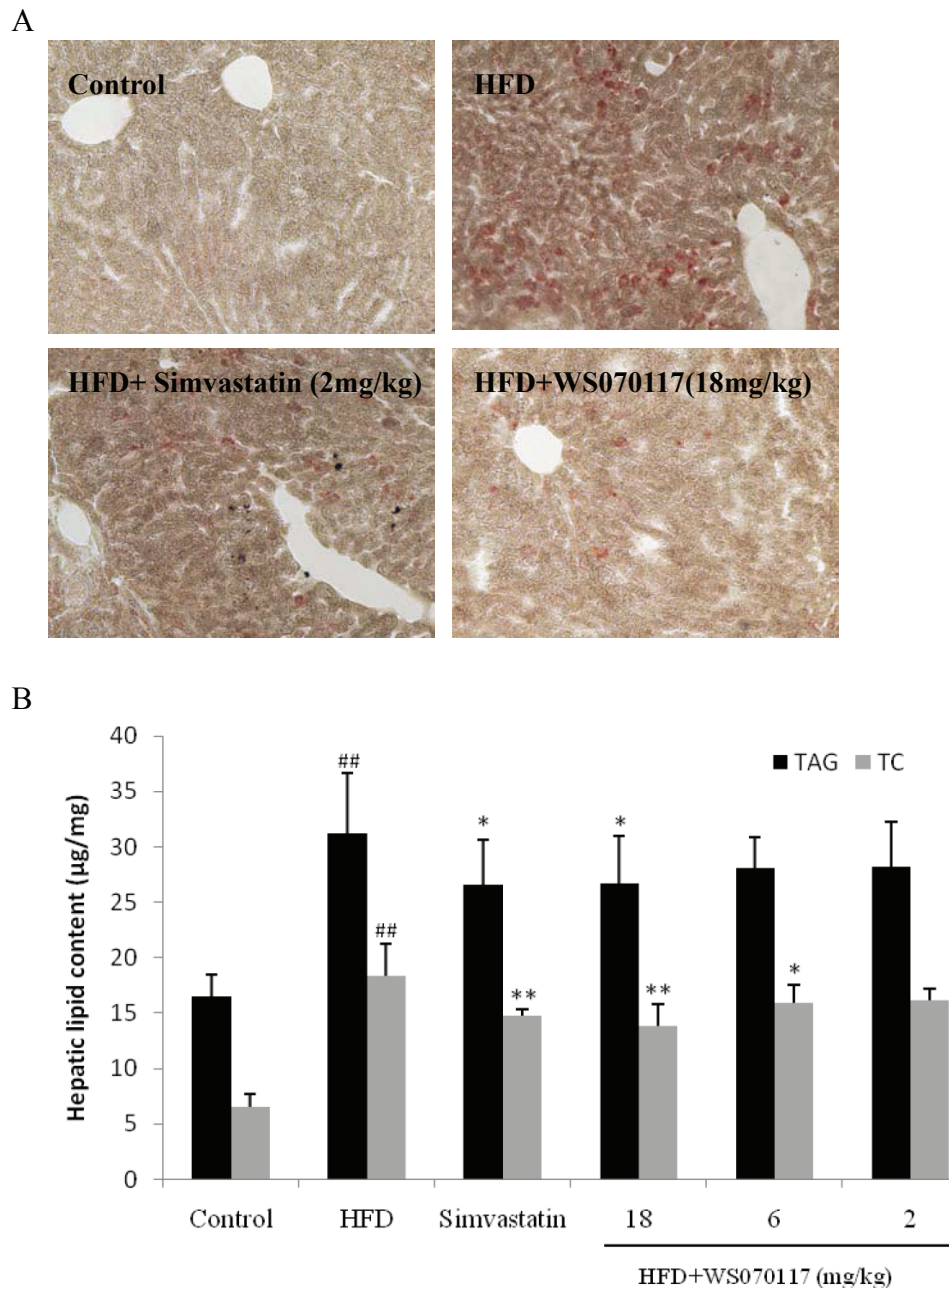 A
Control
HFD
HFD+ Simvastatin (2mg/kg)
HFD+WS070117(18mg/kg)
B
40
35
30
25
20
15
10
5
0
Hepatic lipid content (µg/mg)
TAG TC
##
##
*
**
*
**
*
Control HFD Simvastatin 18 6 2
HFD+WS070117 (mg/kg)